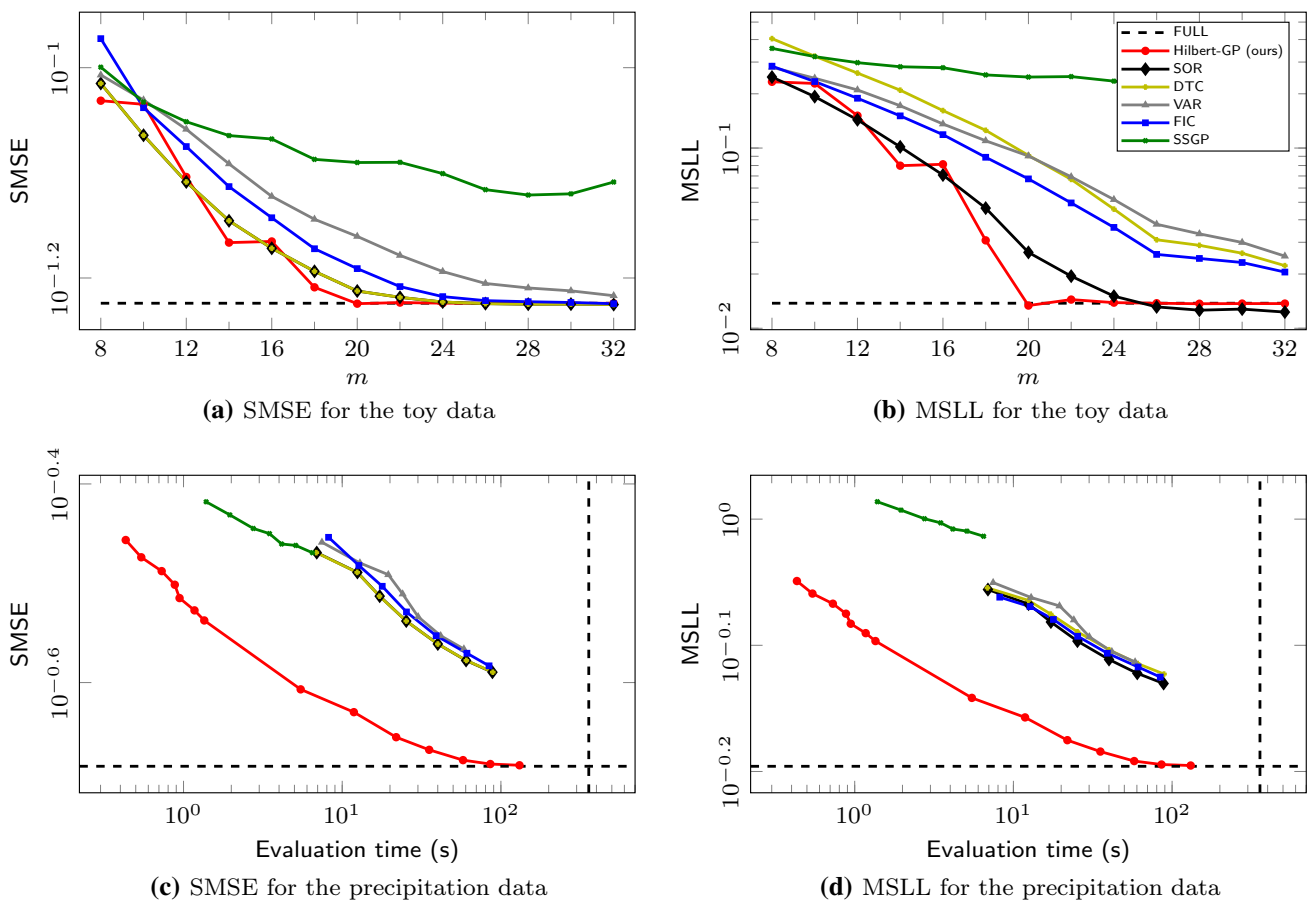 SMSE
10^{-1}
10^{-1.2}
8 12 16 20 24 28 32
m
(a) SMSE for the toy data
MSLL
10^{-1}
10^{-2}
8 12 16 20 24 28 32
m
FULL
Hilbert-GP (ours)
SOR
DTC
VAR
FIC
SSGP
(b) MSLL for the toy data
SMSE
10^{-0.4}
10^{-0.6}
10^{0} 10^{1} 10^{2}
Evaluation time (s)
(c) SMSE for the precipitation data
MSLL
10^{0}
10^{-0.1}
10^{-0.2}
10^{0} 10^{1} 10^{2}
Evaluation time (s)
(d) MSLL for the precipitation data